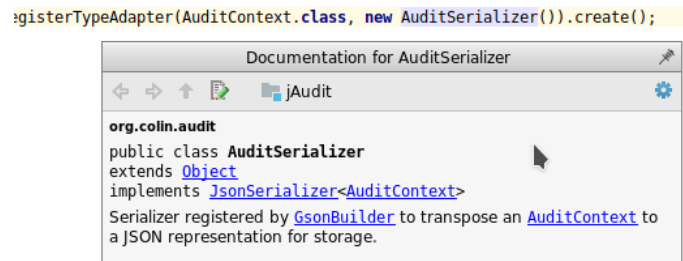 egisterTypeAdapter(AuditContext.class, new AuditSerializer()).create();
Documentation for AuditSerializer
jAudit
org.colin.audit
public class AuditSerializer
extends Object
implements JsonSerializer<AuditContext>
Serializer registered by GsonBuilder to transpose an AuditContext to
a JSON representation for storage.